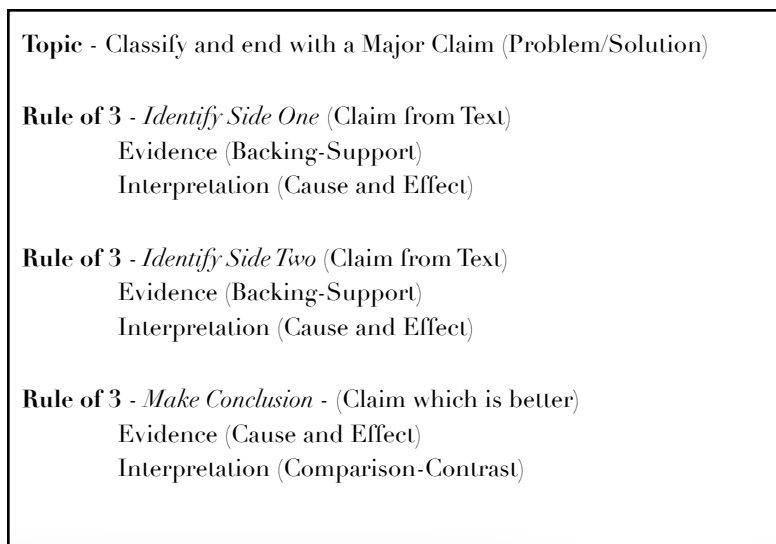 Topic - Classify and end with a Major Claim (Problem/Solution)
Rule of 3 - Identify Side One (Claim from Text)
Evidence (Backing-Support)
Interpretation (Cause and Effect)
Rule of 3 - Identify Side Two (Claim from Text)
Evidence (Backing-Support)
Interpretation (Cause and Effect)
Rule of 3 - Make Conclusion - (Claim which is better)
Evidence (Cause and Effect)
Interpretation (Comparison-Contrast)